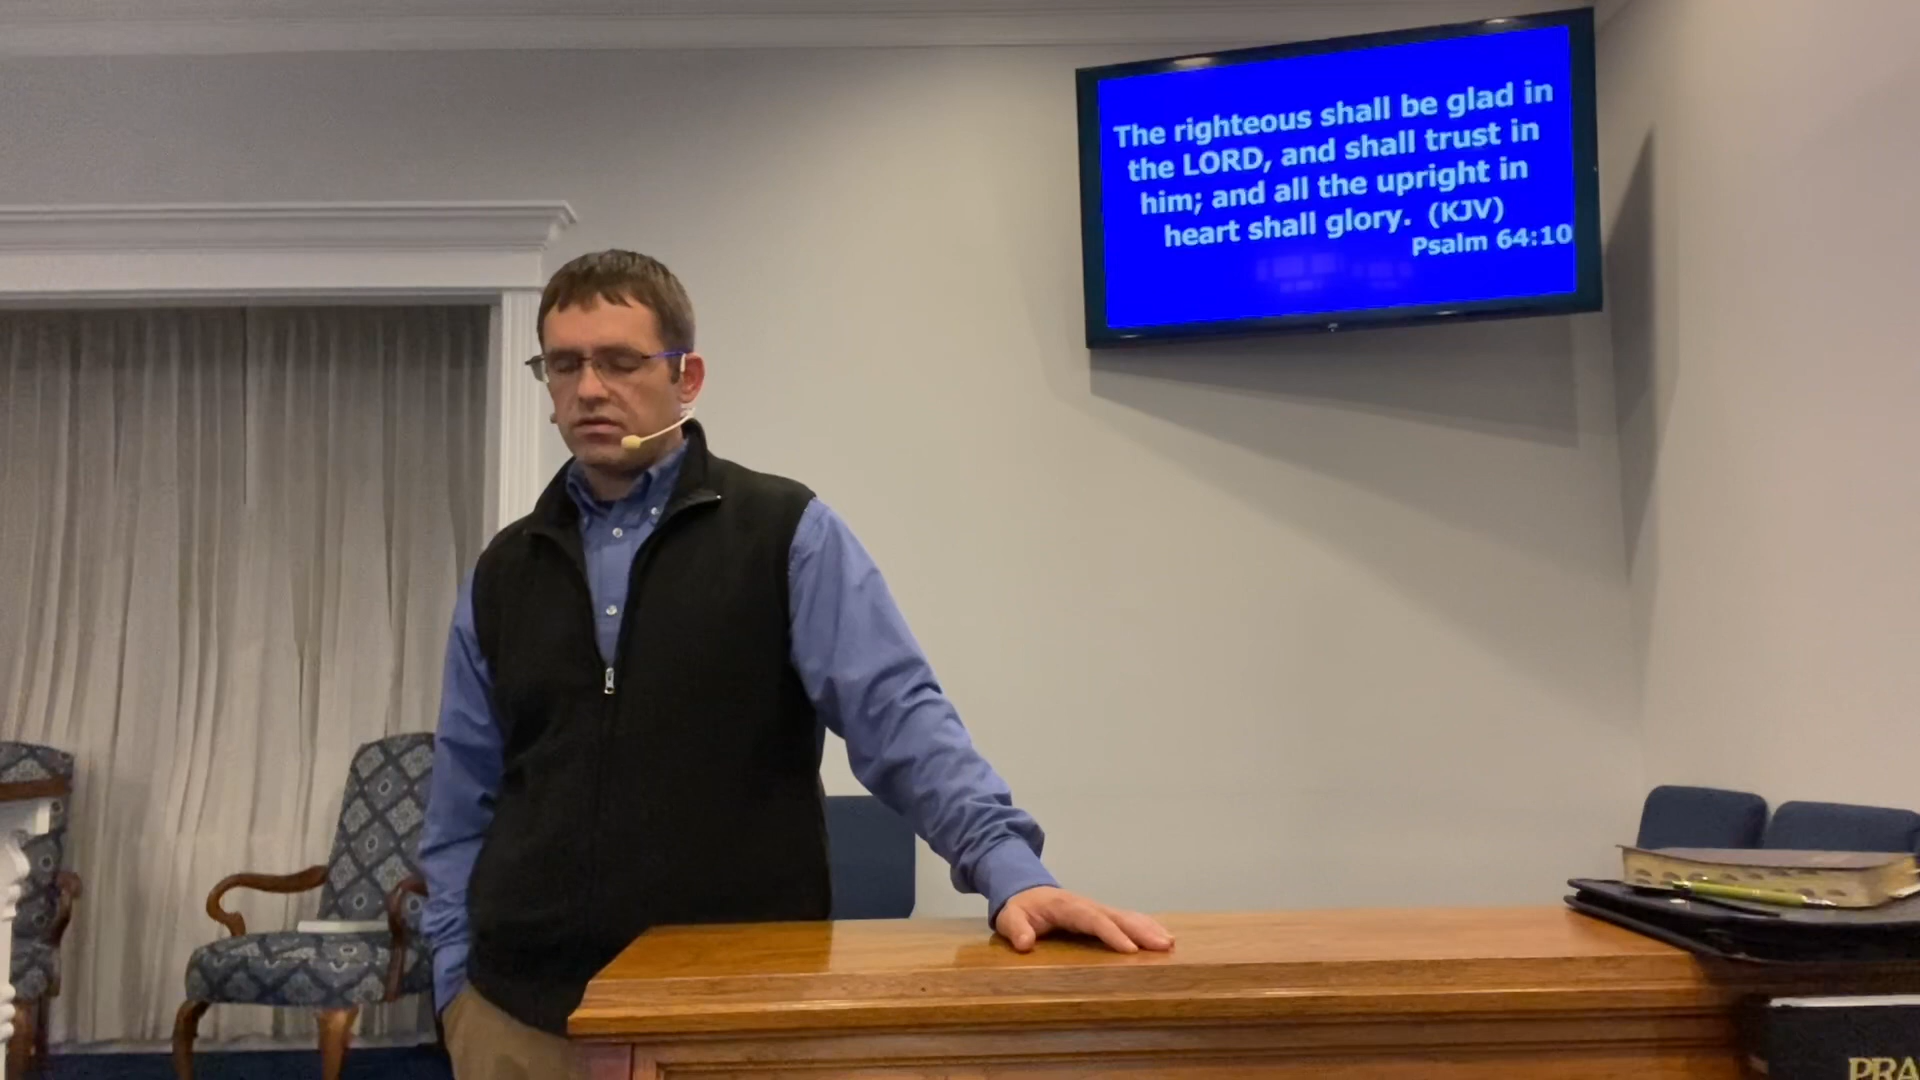 The righteous shall be glad in
the LORD, and shall trust in
him; and all the upright in
heart shall glory. (KJV)
Psalm 64:10
PRA